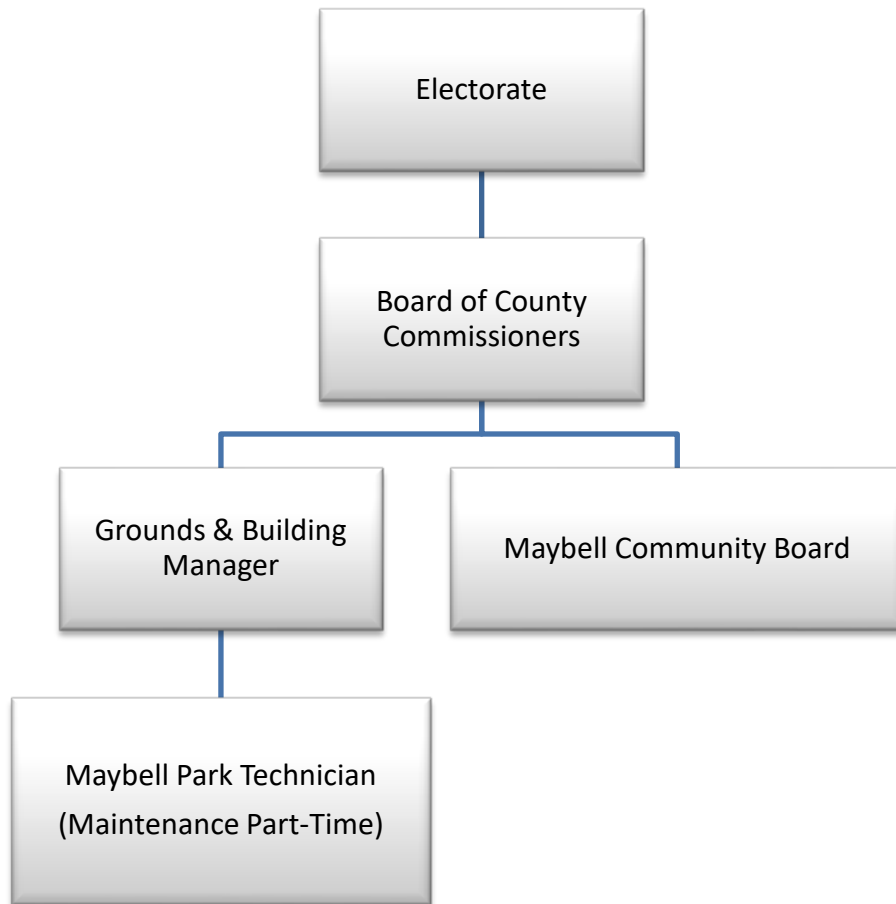 Electorate
Board of County
Commissioners
Grounds & Building
Manager
Maybell Community Board
Maybell Park Technician
(Maintenance Part-Time)